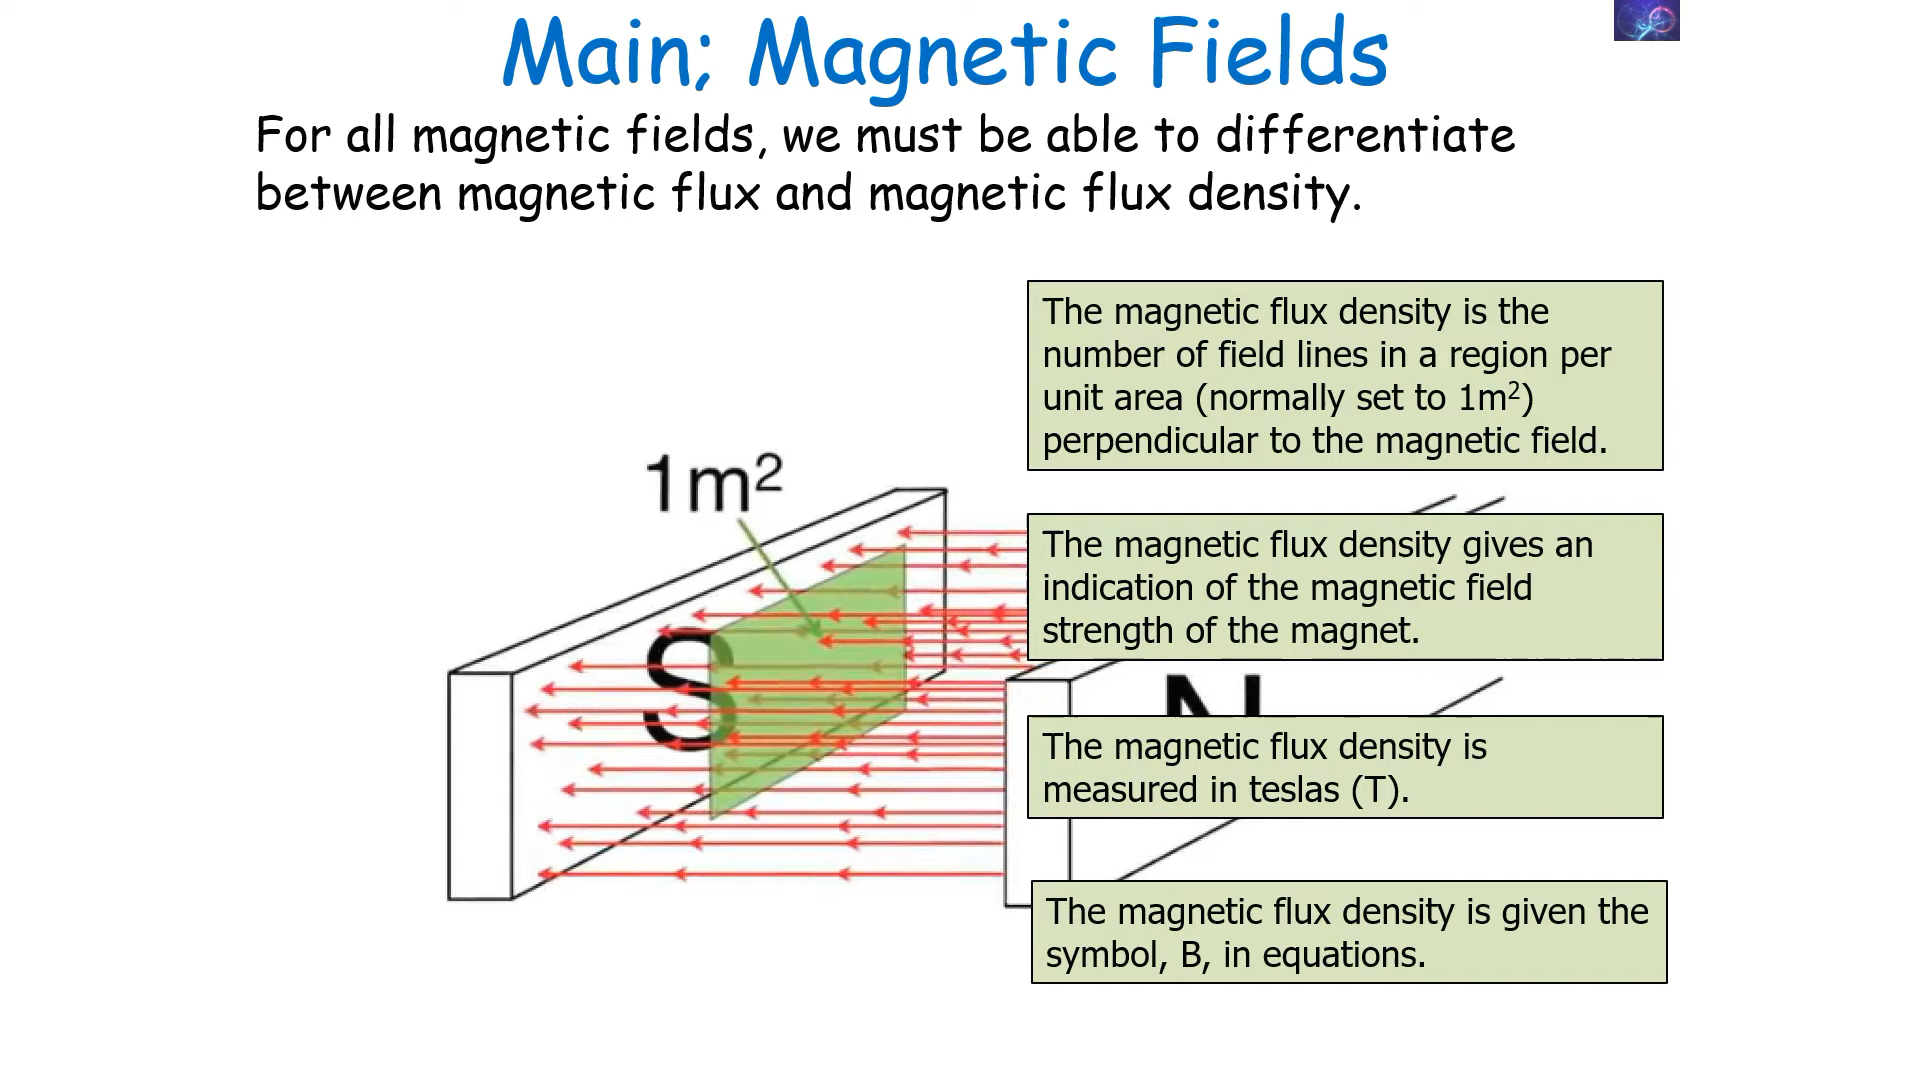 Main; Magnetic Fields
For all magnetic fields, we must be able to differentiate
between magnetic flux and magnetic flux density.
The magnetic flux density is the
number of field lines in a region per
unit area (normally set to 1m²)
perpendicular to the magnetic field.
1m²
The magnetic flux density gives an
indication of the magnetic field
strength of the magnet.
S
N
The magnetic flux density is
measured in teslas (T).
The magnetic flux density is given the
symbol, B, in equations.